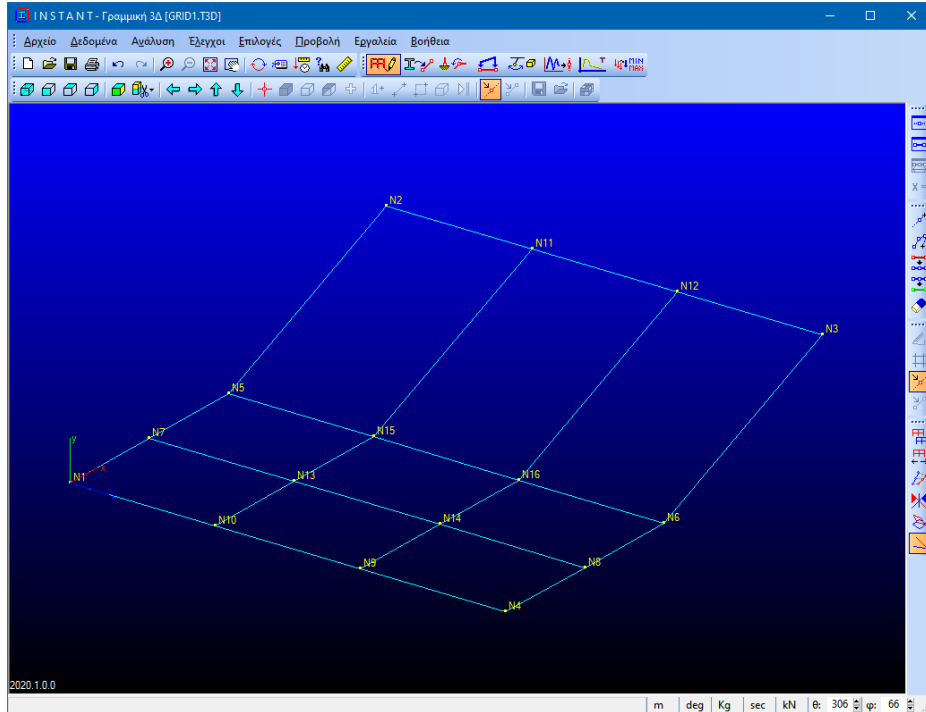 I N S T A N T - Γραμμική 3Δ [GRID1.T3D]
Αρχείο Δεδομένα Ανάλυση Έλεγχοι Επιλογές Προβολή Εργαλεία Βοήθεια
MIN
MAX
N2
N11
N12
N3
N5
N15
N7
y
x
N1
N13
N16
N10
N14
N6
N9
N8
N4
2020.1.0.0
m deg Kg sec kN θ: 306 φ: 66